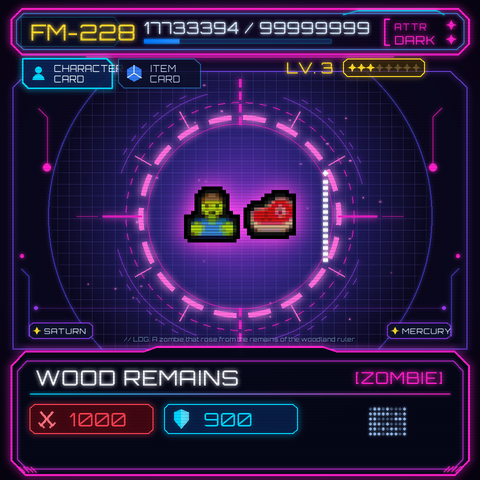 FM-228
17733394 / 99999999
ATTR
DARK
CHARACTER
CARD
ITEM
CARD
LV. 3
SATURN
MERCURY
// LOG: A zombie that rose from the remains of the woodland ruler.
WOOD REMAINS
[ZOMBIE]
1000
900